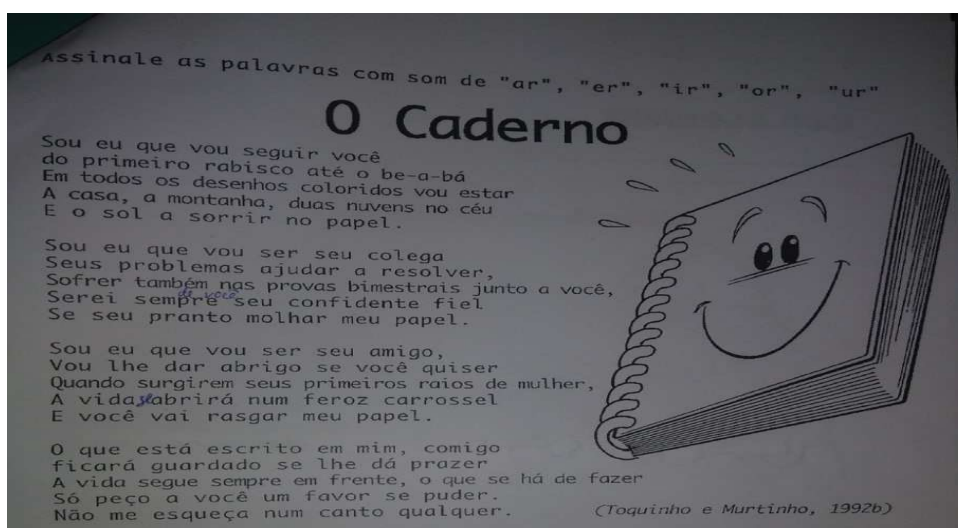 Assinale as palavras com som de "ar", "er", "ir", "or", "ur"
O Caderno
Sou eu que vou seguir você
do primeiro rabisco até o be-a-bá
Em todos os desenhos coloridos vou estar
A casa, a montanha, duas nuvens no céu
E o sol a sorrir no papel.
Sou eu que vou ser seu colega
Seus problemas ajudar a resolver,
Sofrer também nas provas bimestrais junto a você,
de você
Serei sempre seu confidente fiel
Se seu pranto molhar meu papel.
Sou eu que vou ser seu amigo,
Vou lhe dar abrigo se você quiser
Quando surgirem seus primeiros raios de mulher,
A vida se abrirá num feroz carrossel
E você vai rasgar meu papel.
O que está escrito em mim, comigo
ficará guardado se lhe dá prazer
A vida segue sempre em frente, o que se há de fazer
Só peço a você um favor se puder.
Não me esqueça num canto qualquer.
(Toquinho e Murtinho, 1992b)